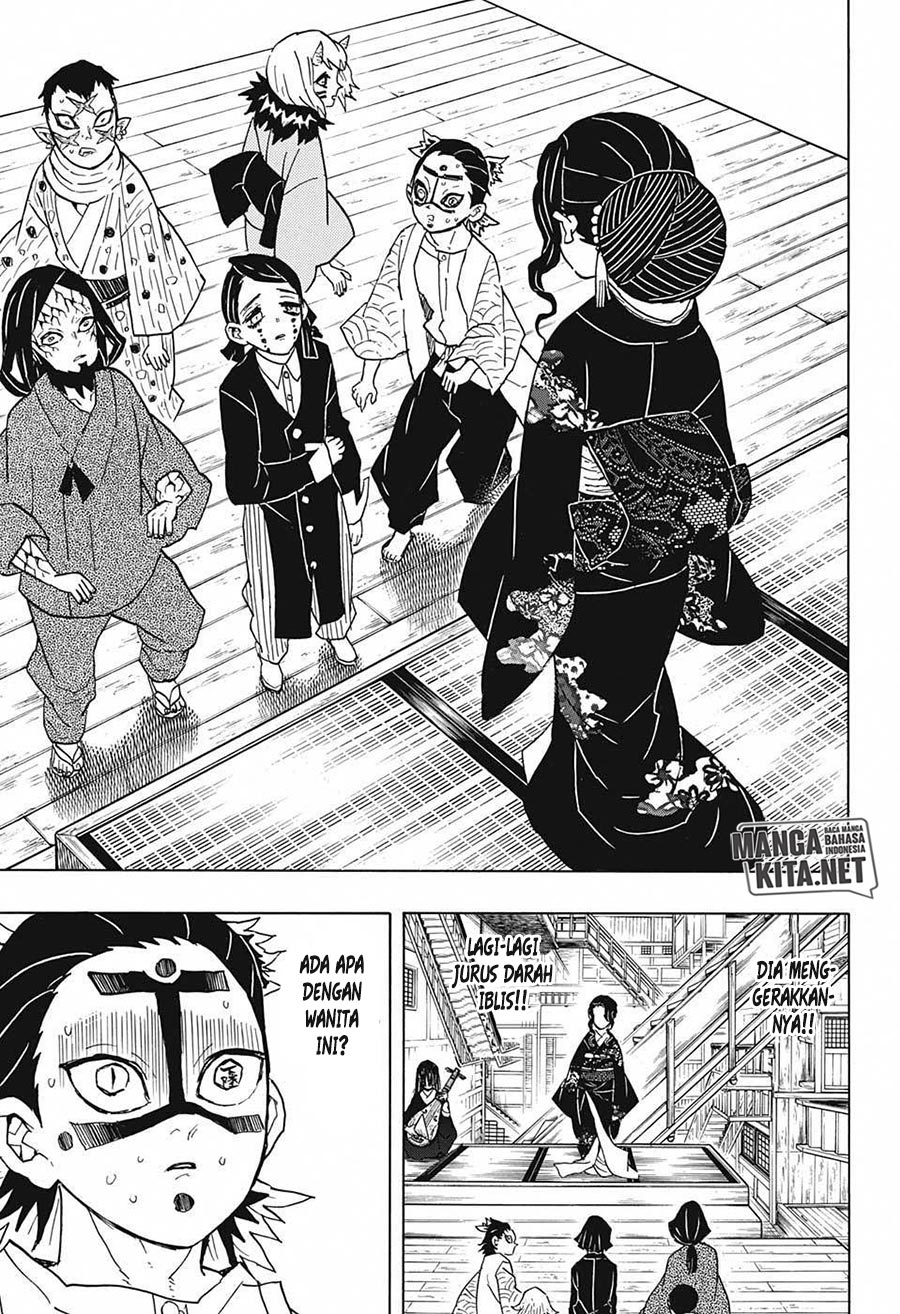 MANGA
KITA.NET
BACA MANGA
BAHASA
INDONESIA
DIA MENG-
GERAKKAN-
NYA!!
LAGI-LAGI
JURUS DARAH
IBLIS!!
ADA APA
DENGAN
WANITA
INI?